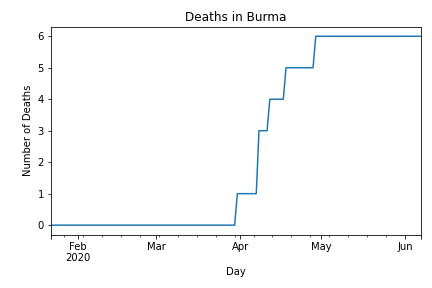 Deaths in Burma
Number of Deaths
6
5
4
3
2
1
0
Feb
2020
Mar
Apr
May
Jun
Day